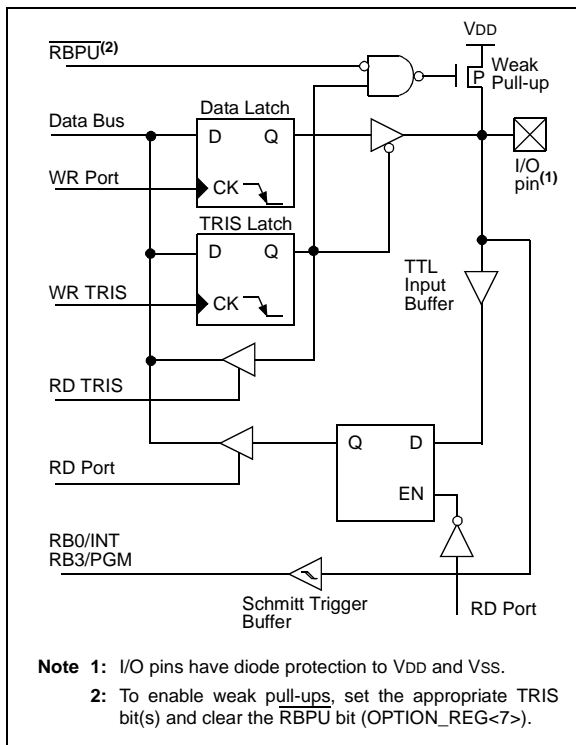 VDD
RBPU(2)
Weak
Pull-up
P
Data Latch
Data Bus
D Q
I/O
pin(1)
WR Port
CK
TRIS Latch
D Q
TTL
Input
Buffer
WR TRIS
CK
RD TRIS
Q D
RD Port
EN
RB0/INT
RB3/PGM
Schmitt Trigger
Buffer
RD Port
Note 1: I/O pins have diode protection to VDD and VSS.
2: To enable weak pull-ups, set the appropriate TRIS
bit(s) and clear the RBPU bit (OPTION_REG<7>).